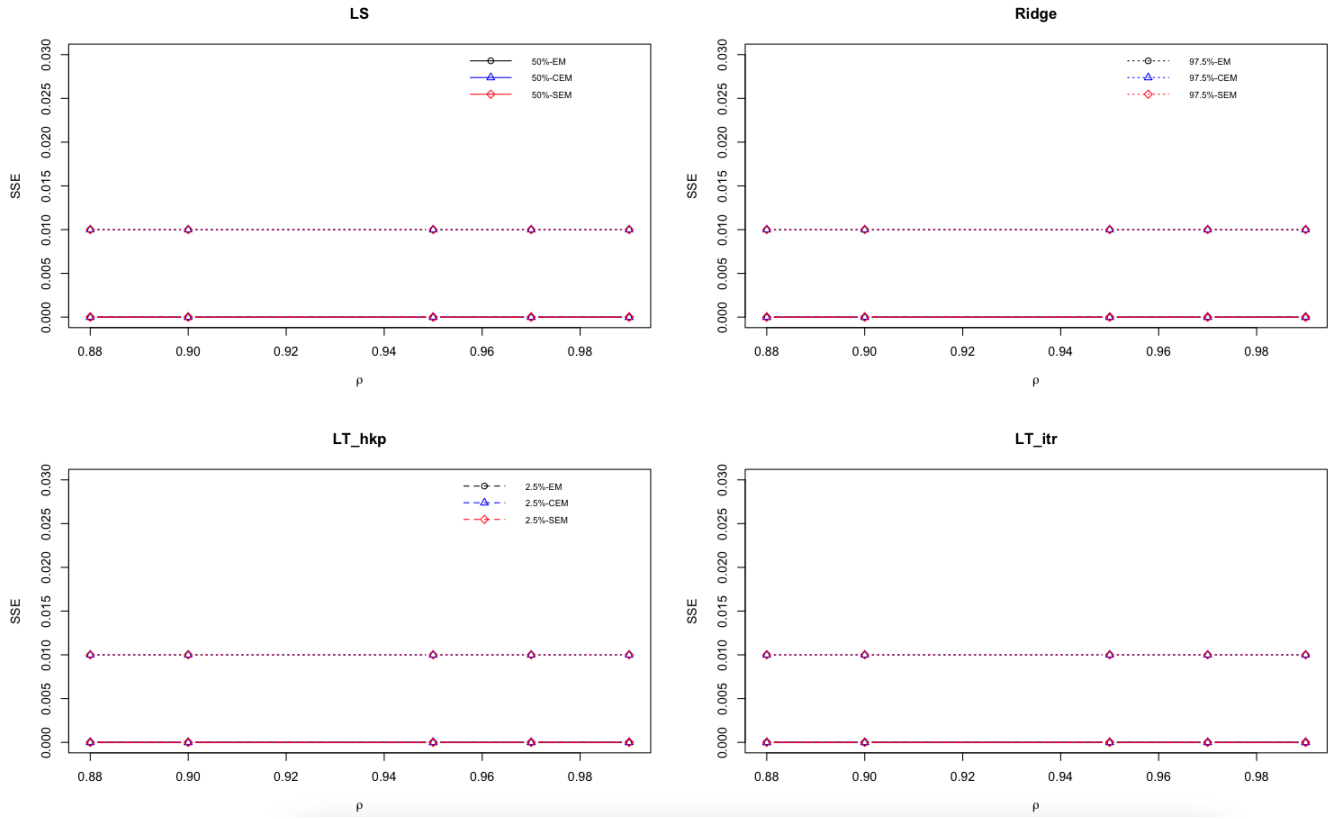 LS
SSE
0.030
0.025
0.020
0.015
0.010
0.005
0.000
50%-EM
50%-CEM
50%-SEM
0.88 0.90 0.92 0.94 0.96 0.98
ρ
Ridge
SSE
0.030
0.025
0.020
0.015
0.010
0.005
0.000
97.5%-EM
97.5%-CEM
97.5%-SEM
0.88 0.90 0.92 0.94 0.96 0.98
ρ
LT_hkp
SSE
0.030
0.025
0.020
0.015
0.010
0.005
0.000
2.5%-EM
2.5%-CEM
2.5%-SEM
0.88 0.90 0.92 0.94 0.96 0.98
ρ
LT_itr
SSE
0.030
0.025
0.020
0.015
0.010
0.005
0.000
0.88 0.90 0.92 0.94 0.96 0.98
ρ